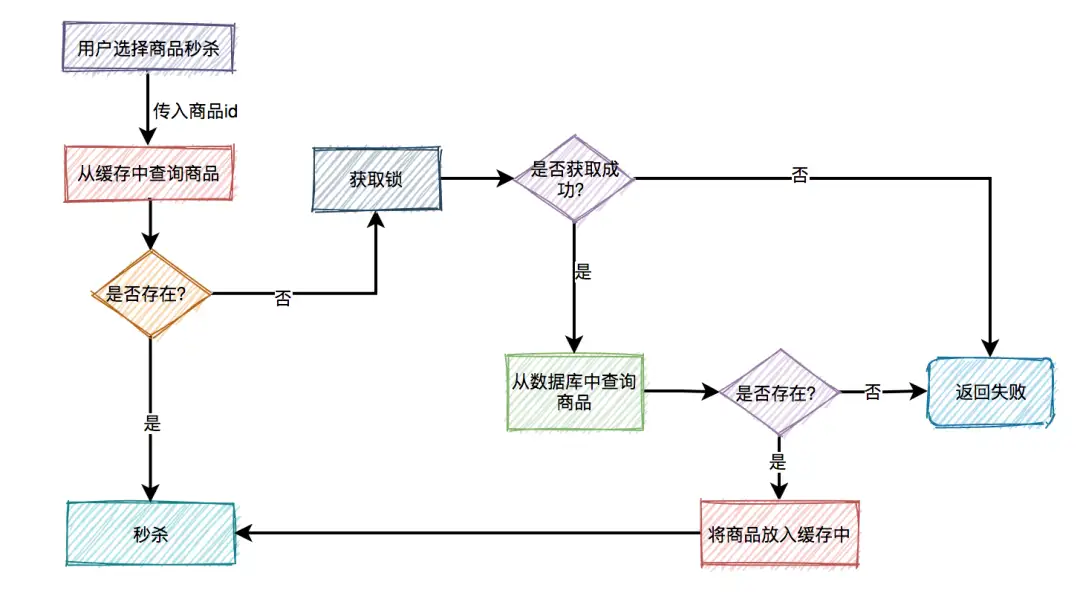 用户选择商品秒杀
传入商品id
从缓存中查询商品
是否存在?
否
是
获取锁
是否获取成
功?
否
是
从数据库中查询
商品
是否存在?
否
返回失败
是
将商品放入缓存中
秒杀